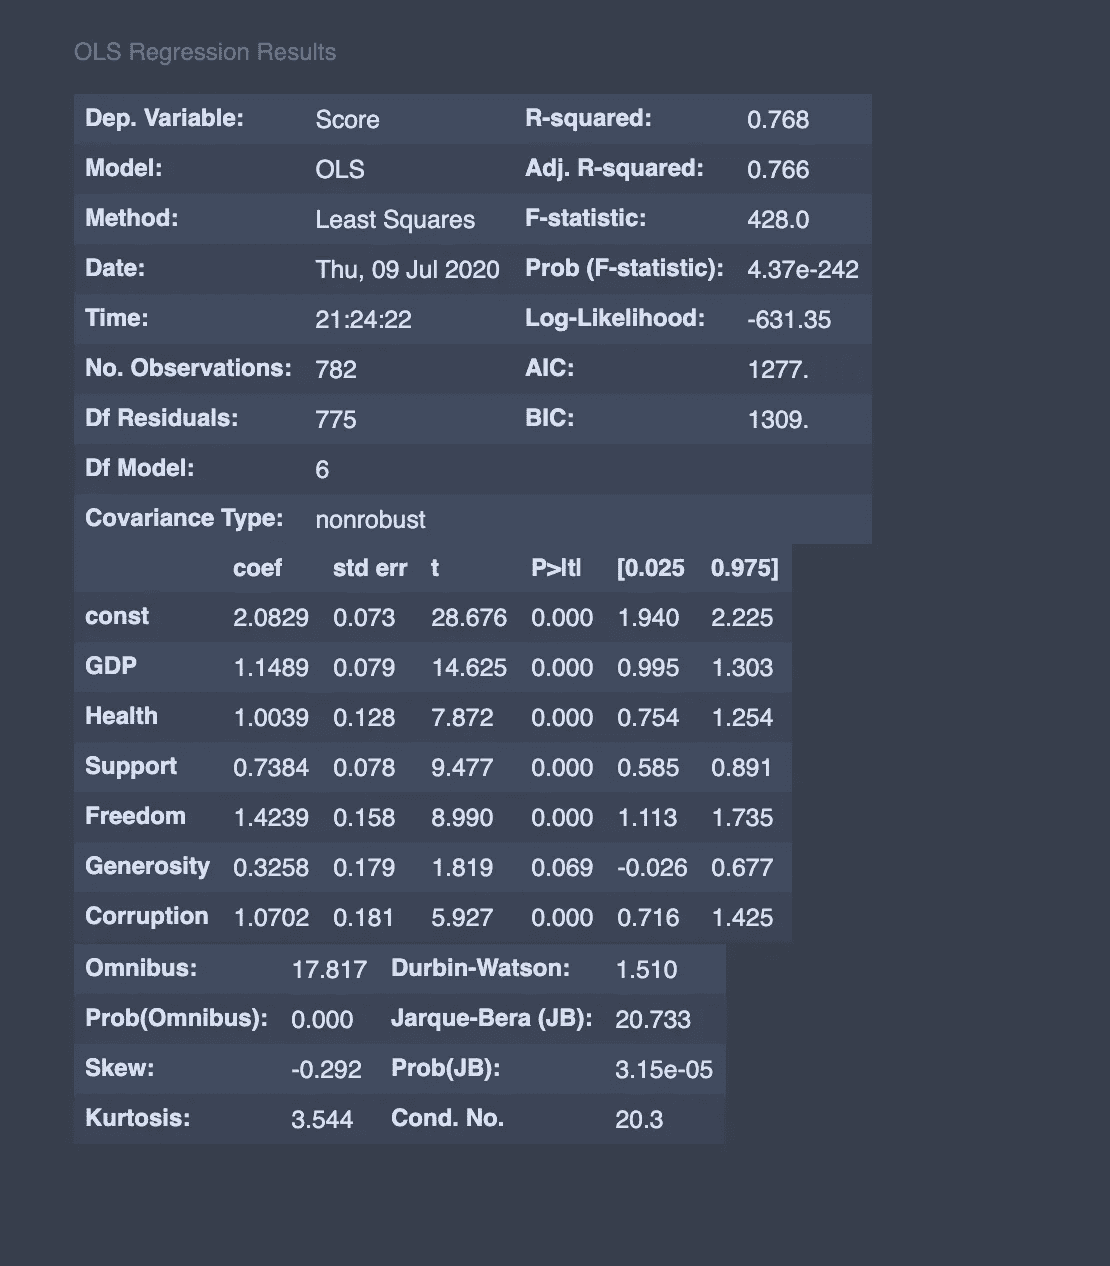 OLS Regression Results
Dep. Variable: Score R-squared: 0.768
Model: OLS Adj. R-squared: 0.766
Method: Least Squares F-statistic: 428.0
Date: Thu, 09 Jul 2020 Prob (F-statistic): 4.37e-242
Time: 21:24:22 Log-Likelihood: -631.35
No. Observations: 782 AIC: 1277.
Df Residuals: 775 BIC: 1309.
Df Model: 6
Covariance Type: nonrobust
coef std err t P>|t| [0.025 0.975]
const 2.0829 0.073 28.676 0.000 1.940 2.225
GDP 1.1489 0.079 14.625 0.000 0.995 1.303
Health 1.0039 0.128 7.872 0.000 0.754 1.254
Support 0.7384 0.078 9.477 0.000 0.585 0.891
Freedom 1.4239 0.158 8.990 0.000 1.113 1.735
Generosity 0.3258 0.179 1.819 0.069 -0.026 0.677
Corruption 1.0702 0.181 5.927 0.000 0.716 1.425
Omnibus: 17.817 Durbin-Watson: 1.510
Prob(Omnibus): 0.000 Jarque-Bera (JB): 20.733
Skew: -0.292 Prob(JB): 3.15e-05
Kurtosis: 3.544 Cond. No. 20.3